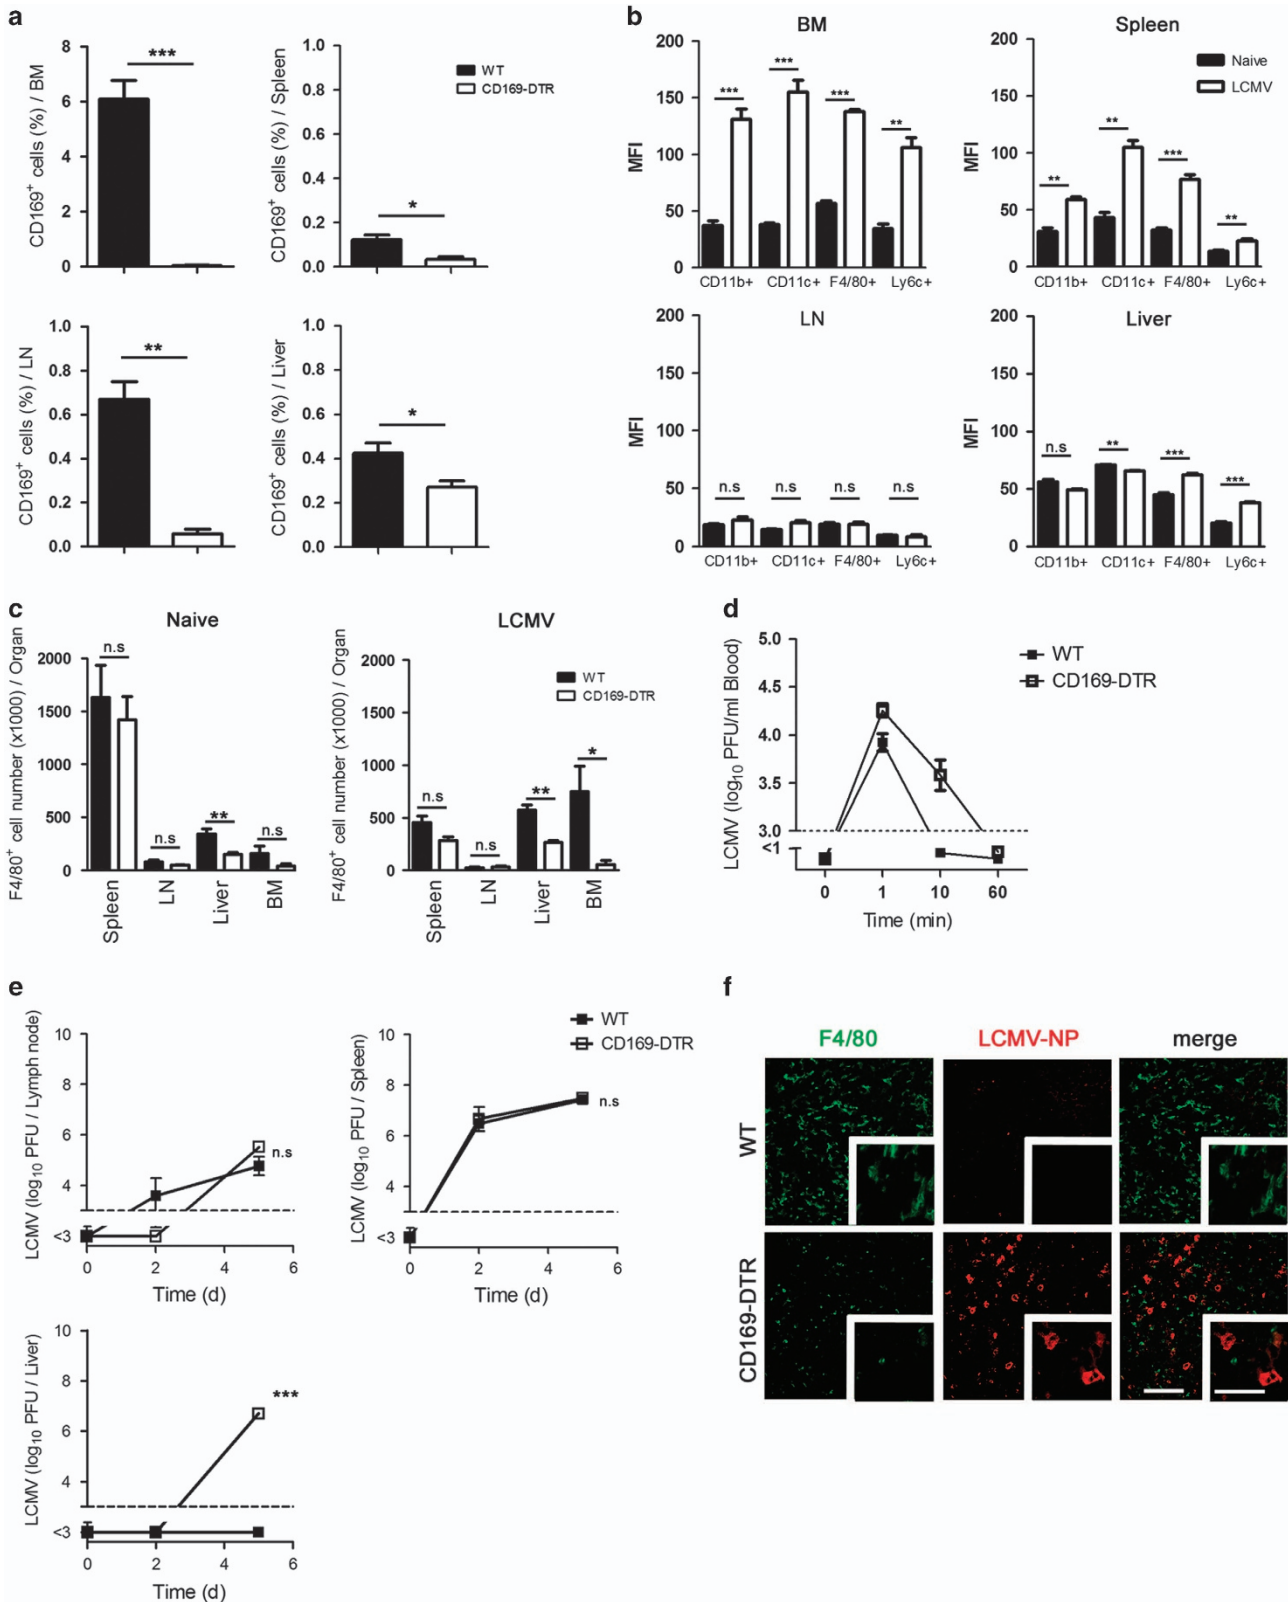 a
CD169+ cells (%) / BM
8
6
4
2
0
***
CD169+ cells (%) / Spleen
1.0
0.8
0.6
0.4
0.2
0.0
*
WT
CD169-DTR
CD169+ cells (%) / LN
1.0
0.8
0.6
0.4
0.2
0.0
**
CD169+ cells (%) / Liver
1.0
0.8
0.6
0.4
0.2
0.0
*
b
BM
MFI
200
150
100
50
0
*** *** *** **
CD11b+ CD11c+ F4/80+ Ly6c+
Spleen
Naive
LCMV
MFI
200
150
100
50
0
** ** *** **
CD11b+ CD11c+ F4/80+ Ly6c+
LN
MFI
200
150
100
50
0
n.s n.s n.s n.s
CD11b+ CD11c+ F4/80+ Ly6c+
Liver
MFI
200
150
100
50
0
n.s ** *** ***
CD11b+ CD11c+ F4/80+ Ly6c+
c
Naive
F4/80+ cell number (x1000) / Organ
2000
1500
1000
500
0
n.s n.s ** n.s
Spleen LN Liver BM
LCMV
F4/80+ cell number (x1000) / Organ
2000
1500
1000
500
0
WT
CD169-DTR
n.s n.s ** *
Spleen LN Liver BM
d
LCMV (log10 PFU/ml Blood)
5.0
4.5
4.0
3.5
3.0
<1
0 1 10 60
Time (min)
WT
CD169-DTR
e
LCMV (log10 PFU / Lymph node)
10
8
6
4
<3
n.s
0 2 4 6
Time (d)
LCMV (log10 PFU / Spleen)
10
8
6
4
<3
WT
CD169-DTR
n.s
0 2 4 6
Time (d)
LCMV (log10 PFU / Liver)
10
8
6
4
<3
***
0 2 4 6
Time (d)
f
F4/80 LCMV-NP merge
WT
CD169-DTR